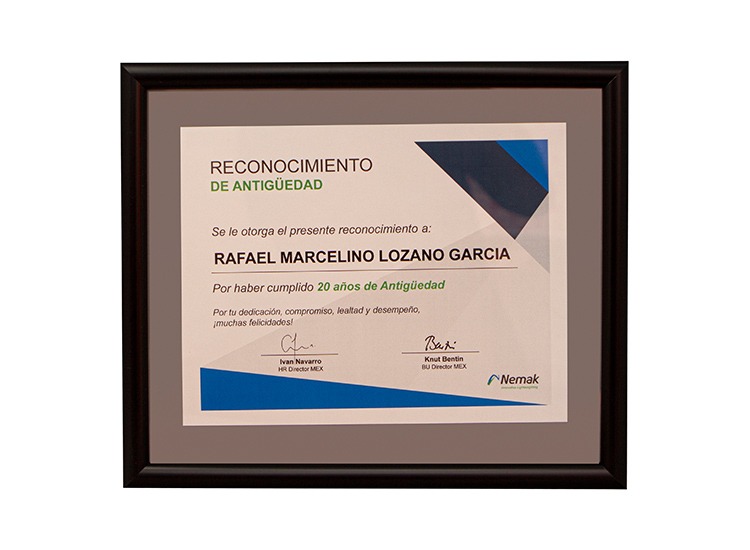 RECONOCIMIENTO
DE ANTIGÜEDAD
Se le otorga el presente reconocimiento a:
RAFAEL MARCELINO LOZANO GARCIA
Por haber cumplido 20 años de Antigüedad
Por tu dedicación, compromiso, lealtad y desempeño,
¡muchas felicidades!
Ivan Navarro
HR Director MEX
Knut Bentin
BU Director MEX
Nemak
Innovative Lightweighting